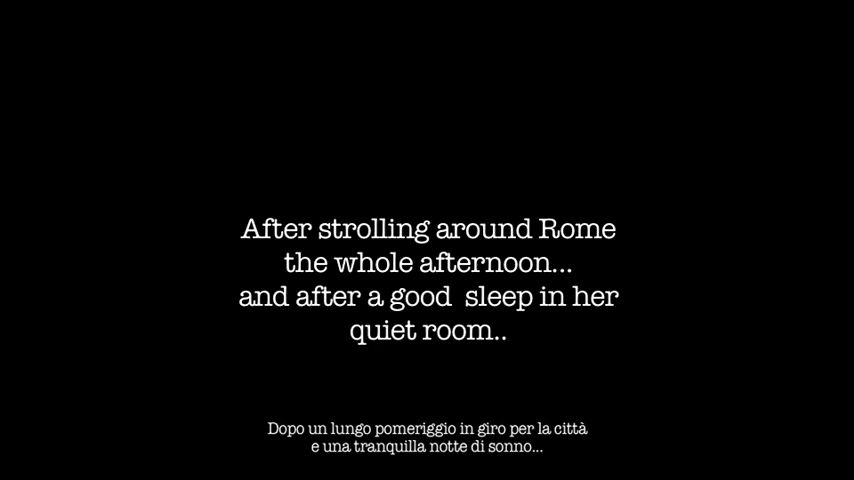 After strolling around Rome
the whole afternoon...
and after a good  sleep in her
quiet room..
Dopo un lungo pomeriggio in giro per la città
e una tranquilla notte di sonno...